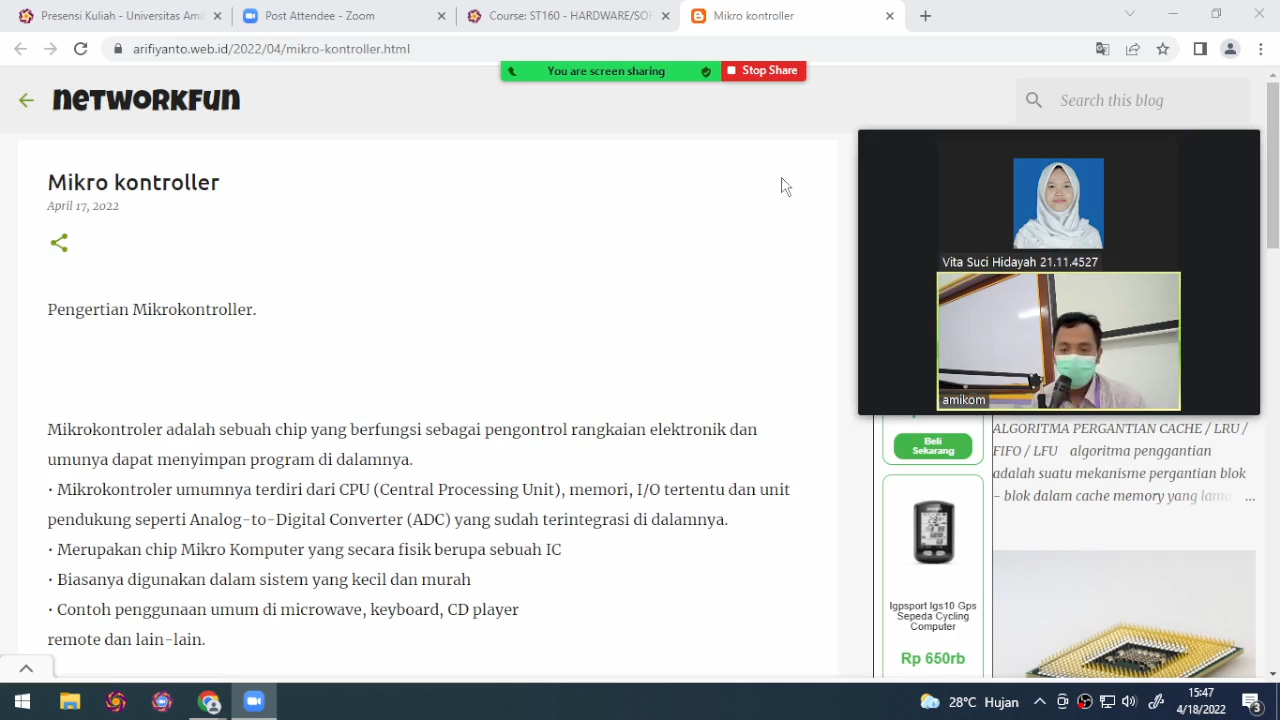 Presensi Kuliah - Universitas Ami
Post Attendee - Zoom
Course: ST160 - HARDWARE/SOF
Mikro kontroller
arifiyanto.web.id/2022/04/mikro-kontroller.html
You are screen sharing
Stop Share
NETWORKFUN
Search this blog
Mikro kontroller
April 17, 2022
Pengertian Mikrokontroller.
Mikrokontroler adalah sebuah chip yang berfungsi sebagai pengontrol rangkaian elektronik dan
umunya dapat menyimpan program di dalamnya.
• Mikrokontroler umumnya terdiri dari CPU (Central Processing Unit), memori, I/O tertentu dan unit
pendukung seperti Analog-to-Digital Converter (ADC) yang sudah terintegrasi di dalamnya.
• Merupakan chip Mikro Komputer yang secara fisik berupa sebuah IC
• Biasanya digunakan dalam sistem yang kecil dan murah
• Contoh penggunaan umum di microwave, keyboard, CD player
remote dan lain-lain.
Vita Suci Hidayah 21.11.4527
amikom
Beli
Sekarang
Igpsport Igs10 Gps
Sepeda Cycling
Computer
Rp 650rb
ALGORITMA PERGANTIAN CACHE / LRU /
FIFO / LFU algoritma penggantian
adalah suatu mekanisme pergantian blok
- blok dalam cache memory yang lama ...
28°C Hujan
15:47
4/18/2022
3